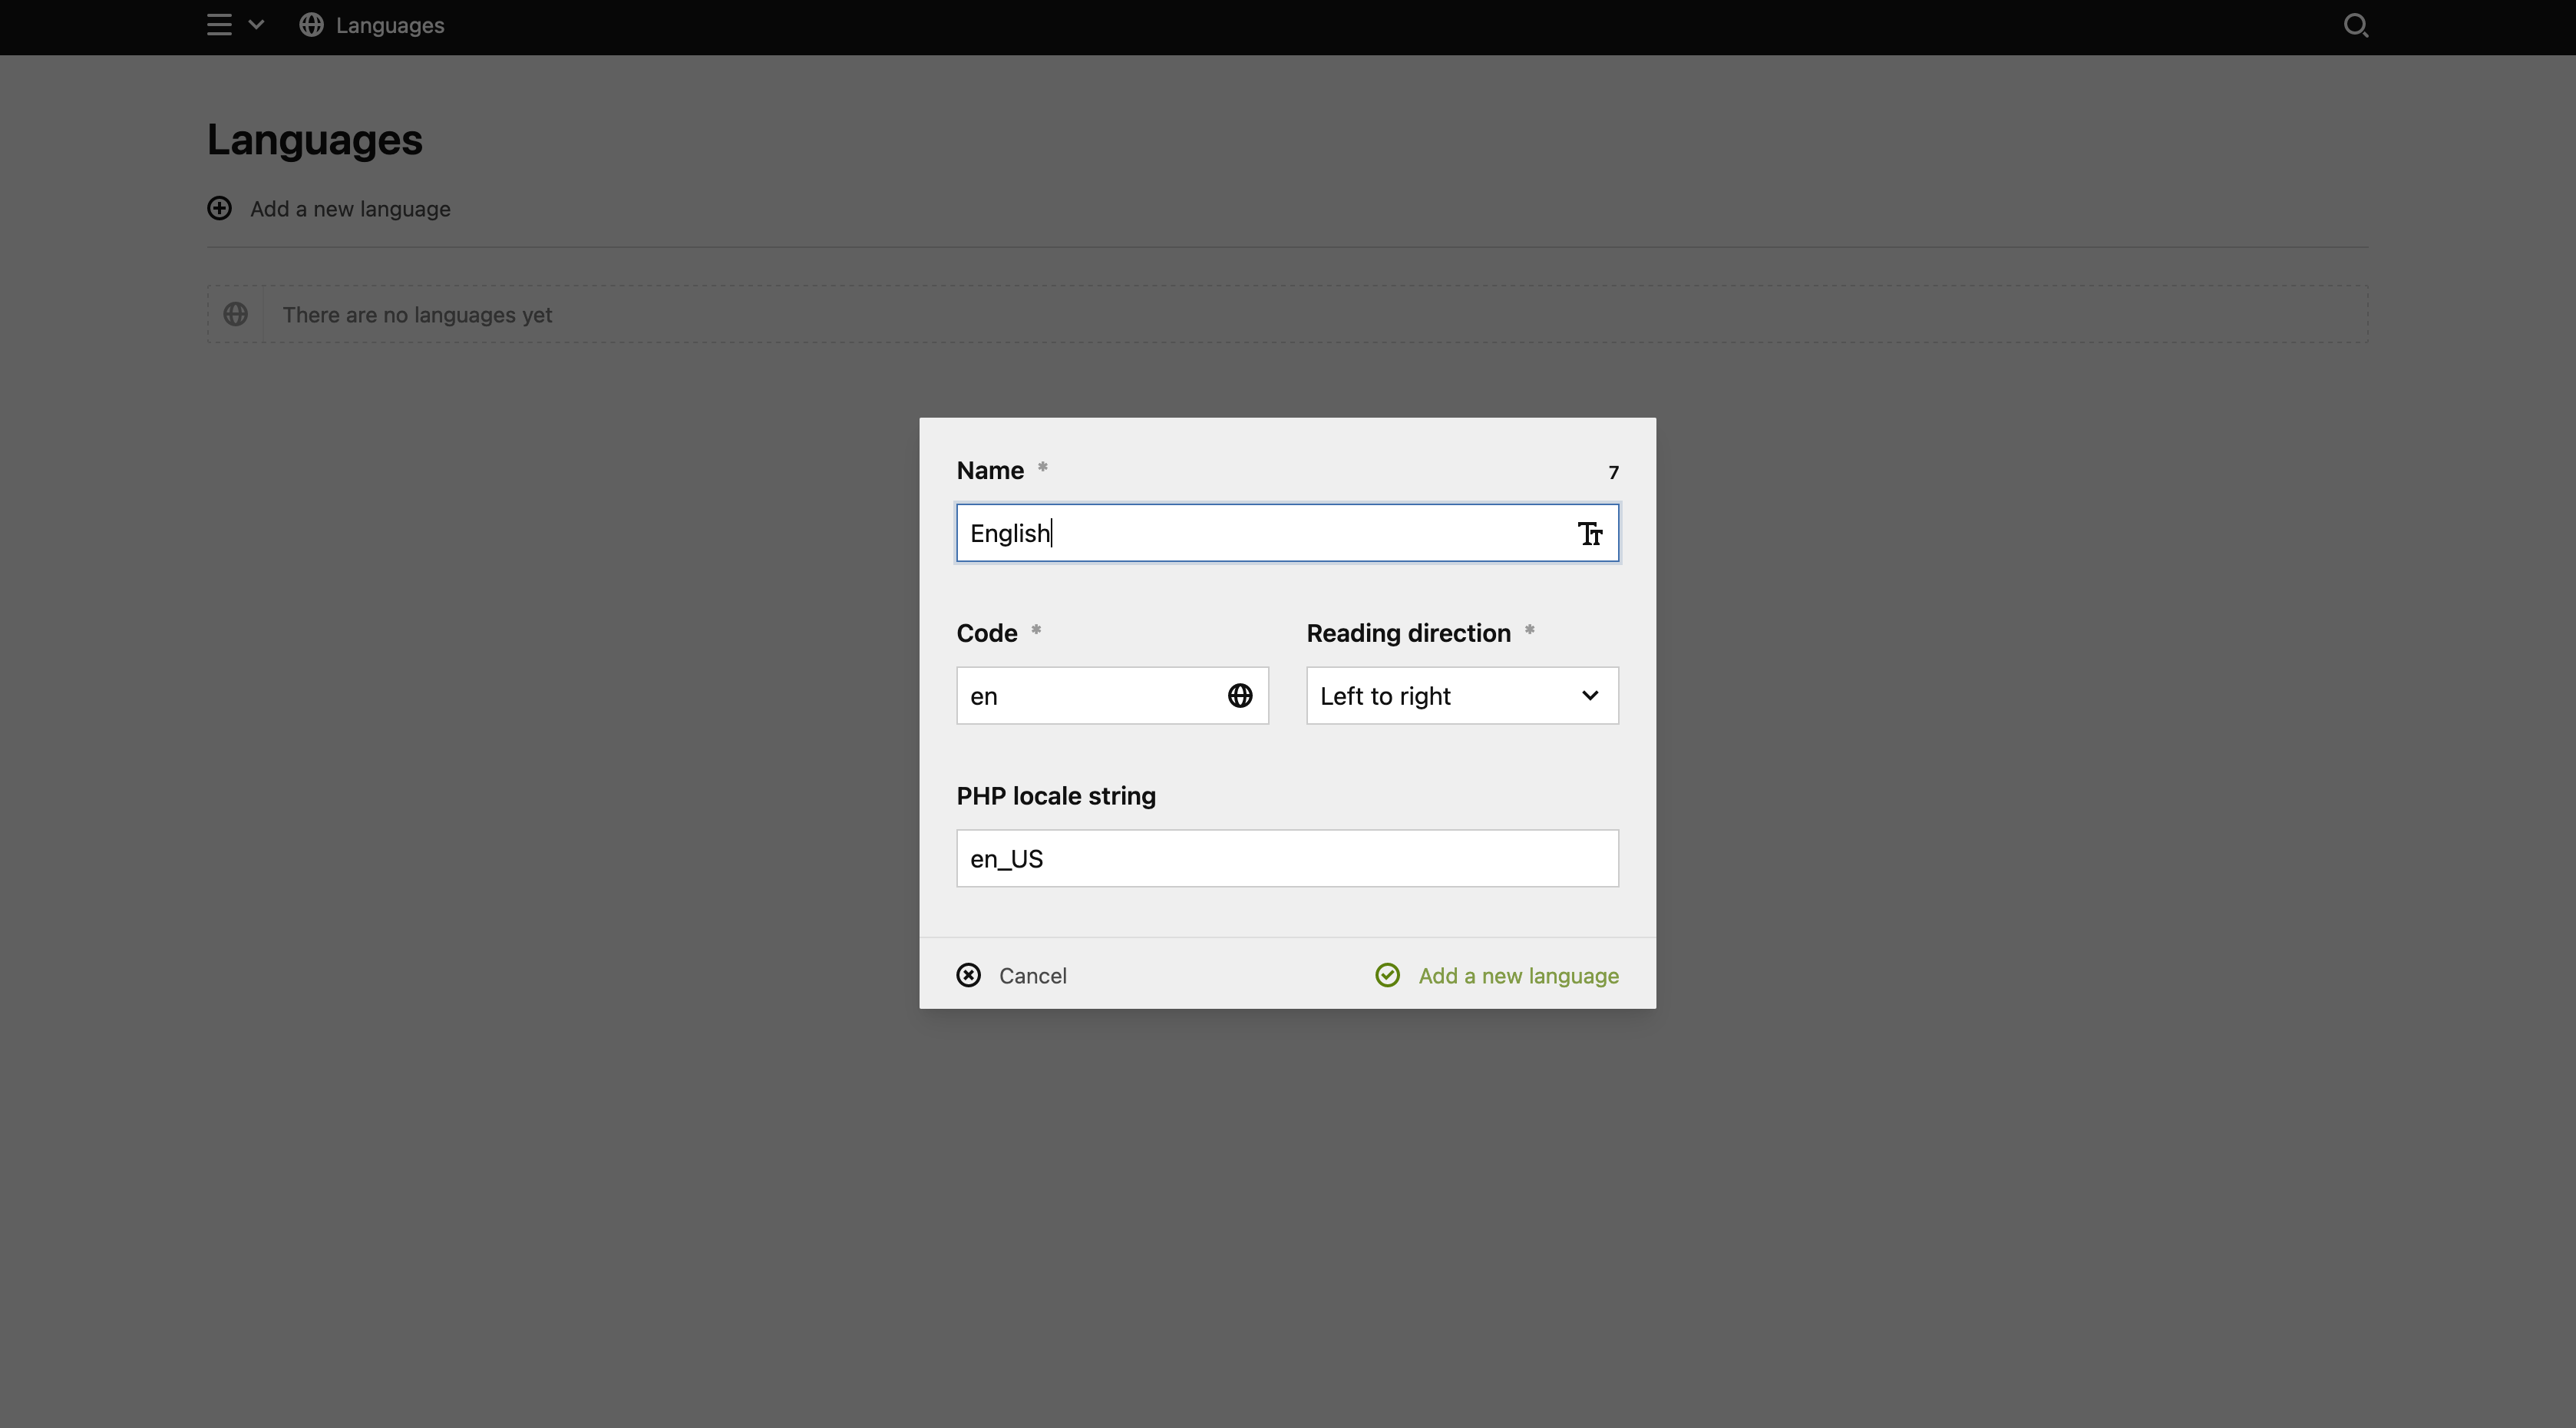 Languages
Languages
Add a new language
There are no languages yet
Name * 7
English
Code * Reading direction *
en Left to right
PHP locale string
en_US
Cancel Add a new language